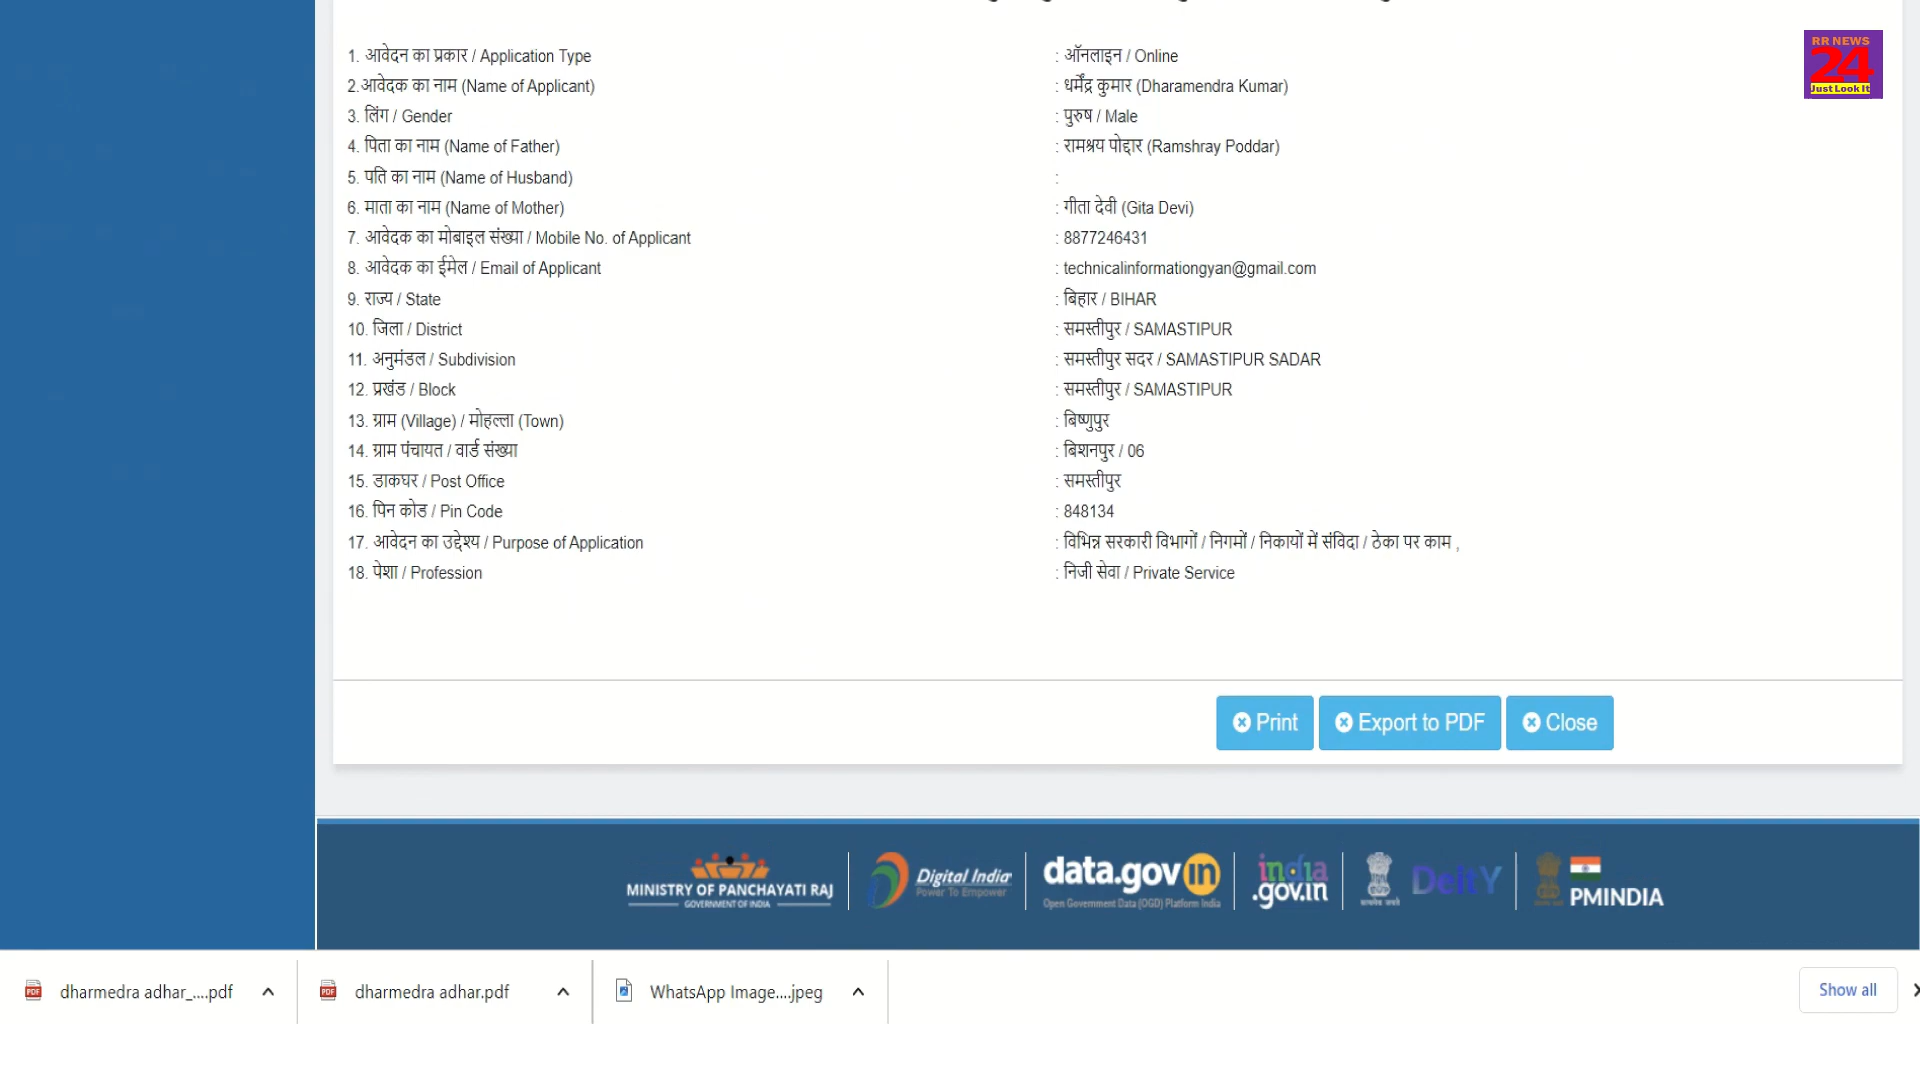 1. आवेदन का प्रकार / Application Type : ऑनलाइन / Online
2.आवेदक का नाम (Name of Applicant) : धर्मेंद्र कुमार (Dharamendra Kumar)
3. लिंग / Gender : पुरुष / Male
4. पिता का नाम (Name of Father) : रामश्रय पोद्दार (Ramshray Poddar)
5. पति का नाम (Name of Husband) :
6. माता का नाम (Name of Mother) : गीता देवी (Gita Devi)
7. आवेदक का मोबाइल संख्या / Mobile No. of Applicant : 8877246431
8. आवेदक का ईमेल / Email of Applicant : technicalinformationgyan@gmail.com
9. राज्य / State : बिहार / BIHAR
10. जिला / District : समस्तीपुर / SAMASTIPUR
11. अनुमंडल / Subdivision : समस्तीपुर सदर / SAMASTIPUR SADAR
12. प्रखंड / Block : समस्तीपुर / SAMASTIPUR
13. ग्राम (Village) / मोहल्ला (Town) : बिष्णुपुर
14. ग्राम पंचायत / वार्ड संख्या : बिशनपुर / 06
15. डाकघर / Post Office : समस्तीपुर
16. पिन कोड / Pin Code : 848134
17. आवेदन का उद्देश्य / Purpose of Application : विभिन्न सरकारी विभागों / निगमों / निकायों में संविदा / ठेका पर काम ,
18. पेशा / Profession : निजी सेवा / Private Service
RR NEWS
24
Just Look It
Print Export to PDF Close
MINISTRY OF PANCHAYATI RAJ
GOVERNMENT OF INDIA
Digital India
Power To Empower
data.gov in
Open Government Data (OGD) Platform India
india
.gov.in
सत्यमेव जयते
DeitY
PMINDIA
dharmedra adhar_....pdf dharmedra adhar.pdf WhatsApp Image....jpeg Show all